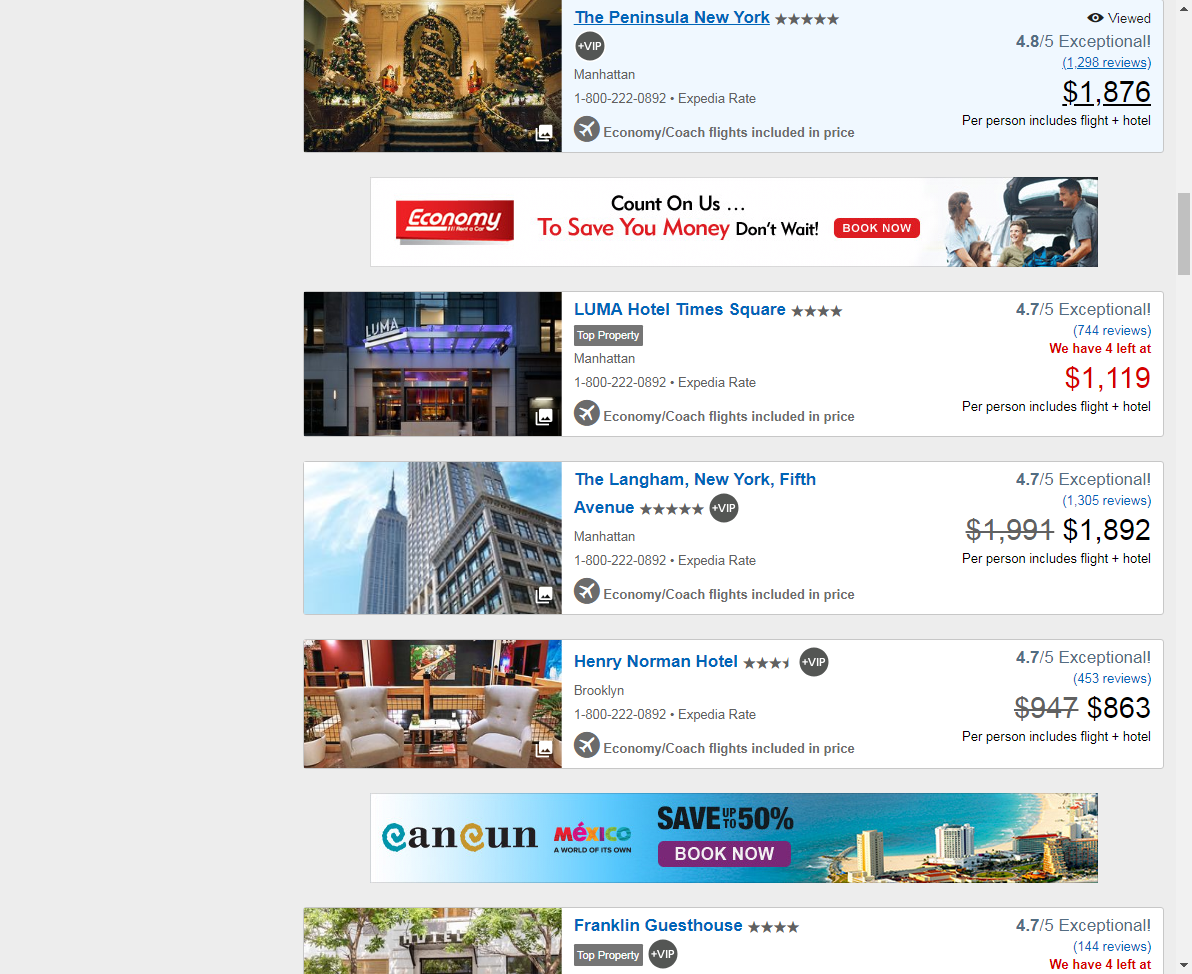 The Peninsula New York
+VIP
Manhattan
1-800-222-0892 • Expedia Rate
Economy/Coach flights included in price
Viewed
4.8/5 Exceptional!
(1,298 reviews)
$1,876
Per person includes flight + hotel
Economy
Rent a Car
Count On Us ...
To Save You Money Don't Wait!
BOOK NOW
LUMA
LUMA Hotel Times Square
Top Property
Manhattan
1-800-222-0892 • Expedia Rate
Economy/Coach flights included in price
4.7/5 Exceptional!
(744 reviews)
We have 4 left at
$1,119
Per person includes flight + hotel
The Langham, New York, Fifth
Avenue +VIP
Manhattan
1-800-222-0892 • Expedia Rate
Economy/Coach flights included in price
4.7/5 Exceptional!
(1,305 reviews)
$1,991 $1,892
Per person includes flight + hotel
Henry Norman Hotel +VIP
Brooklyn
1-800-222-0892 • Expedia Rate
Economy/Coach flights included in price
4.7/5 Exceptional!
(453 reviews)
$947 $863
Per person includes flight + hotel
cancun
méxico
A WORLD OF ITS OWN
SAVE UP TO 50%
BOOK NOW
HOTEL
Franklin Guesthouse
Top Property +VIP
4.7/5 Exceptional!
(144 reviews)
We have 4 left at